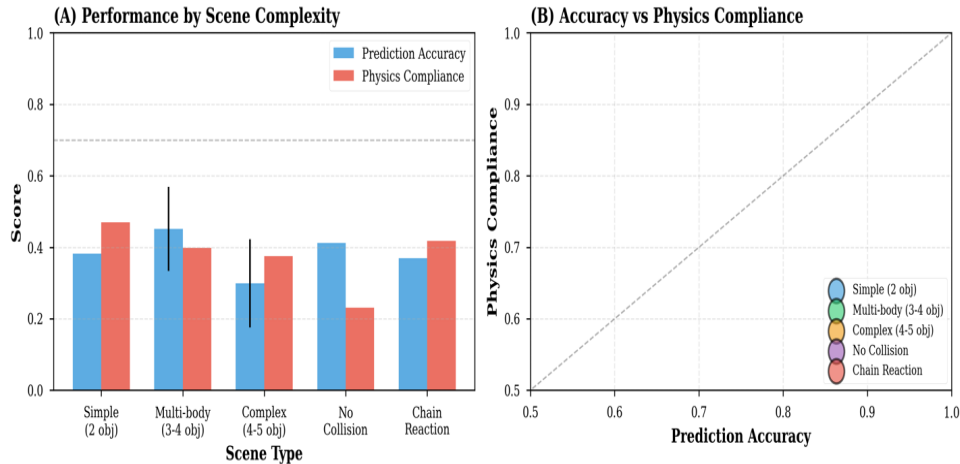 (A) Performance by Scene Complexity
1.0
0.8
0.6
0.4
0.2
0.0
Score
Prediction Accuracy
Physics Compliance
Simple
(2 obj)
Multi-body
(3-4 obj)
Complex
(4-5 obj)
No
Collision
Chain
Reaction
Scene Type
(B) Accuracy vs Physics Compliance
1.0
0.9
0.8
0.7
0.6
0.5
Physics Compliance
Simple (2 obj)
Multi-body (3-4 obj)
Complex (4-5 obj)
No Collision
Chain Reaction
0.5 0.6 0.7 0.8 0.9 1.0
Prediction Accuracy